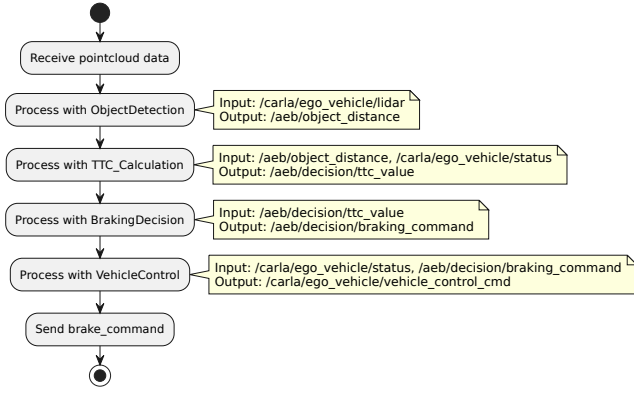 Receive pointcloud data
Process with ObjectDetection
Input: /carla/ego_vehicle/lidar
Output: /aeb/object_distance
Process with TTC_Calculation
Input: /aeb/object_distance, /carla/ego_vehicle/status
Output: /aeb/decision/ttc_value
Process with BrakingDecision
Input: /aeb/decision/ttc_value
Output: /aeb/decision/braking_command
Process with VehicleControl
Input: /carla/ego_vehicle/status, /aeb/decision/braking_command
Output: /carla/ego_vehicle/vehicle_control_cmd
Send brake_command